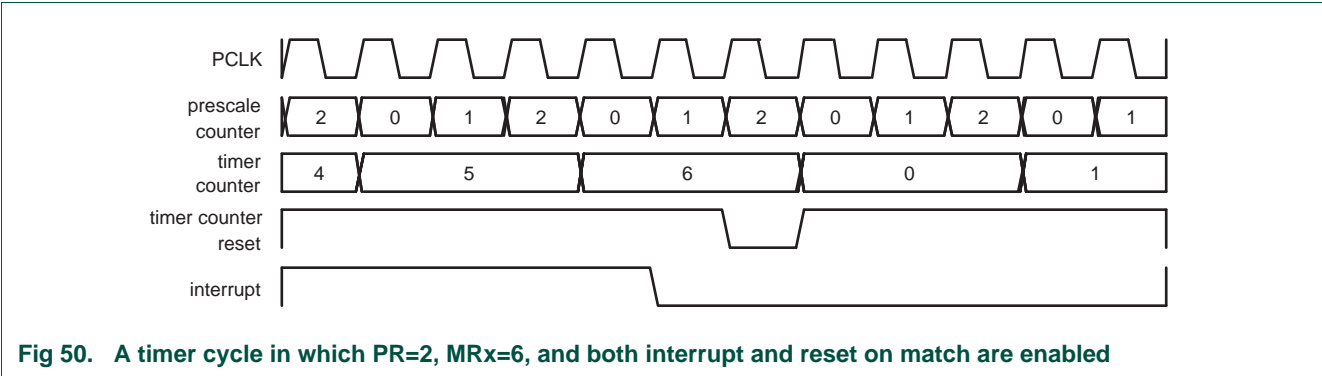 PCLK
prescale
counter
2 0 1 2 0 1 2 0 1 2 0 1
timer
counter
4 5 6 0 1
timer counter
reset
interrupt
Fig 50. A timer cycle in which PR=2, MRx=6, and both interrupt and reset on match are enabled